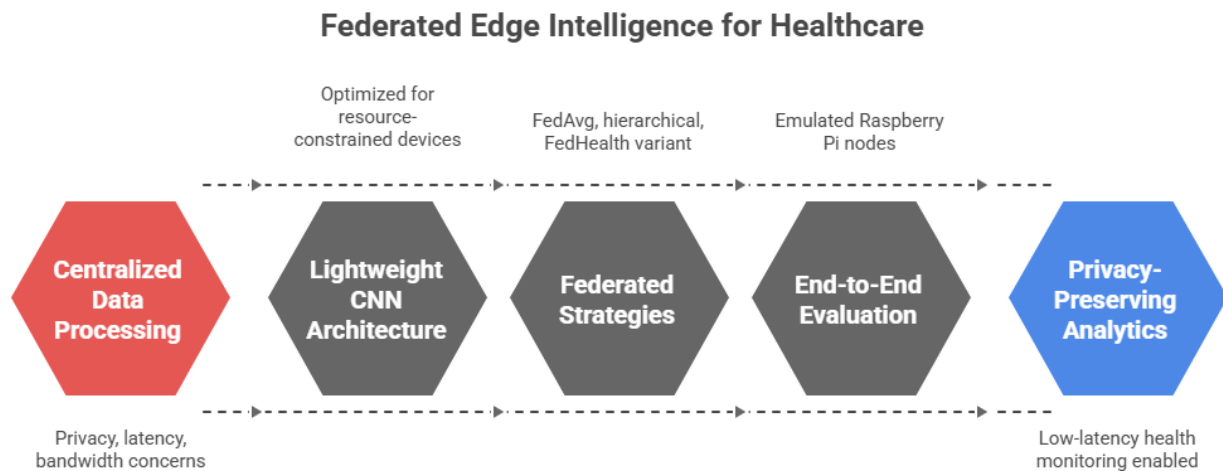 Federated Edge Intelligence for Healthcare
Optimized for
resource-
constrained devices
FedAvg, hierarchical,
FedHealth variant
Emulated Raspberry
Pi nodes
Centralized
Data
Processing
Lightweight
CNN
Architecture
Federated
Strategies
End-to-End
Evaluation
Privacy-
Preserving
Analytics
Privacy, latency,
bandwidth concerns
Low-latency health
monitoring enabled